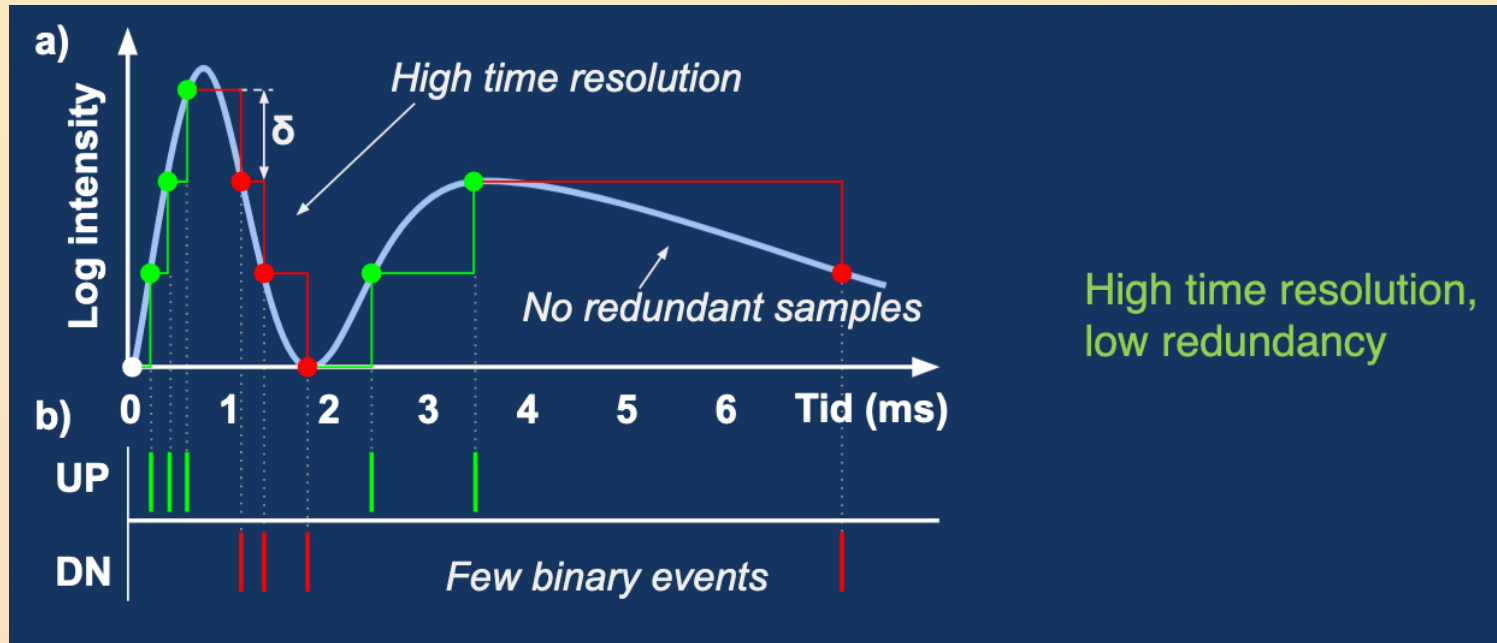 a)
High time resolution
δ
Log intensity
No redundant samples
High time resolution,
low redundancy
0 1 2 3 4 5 6 Tid (ms)
b)
UP
DN
Few binary events